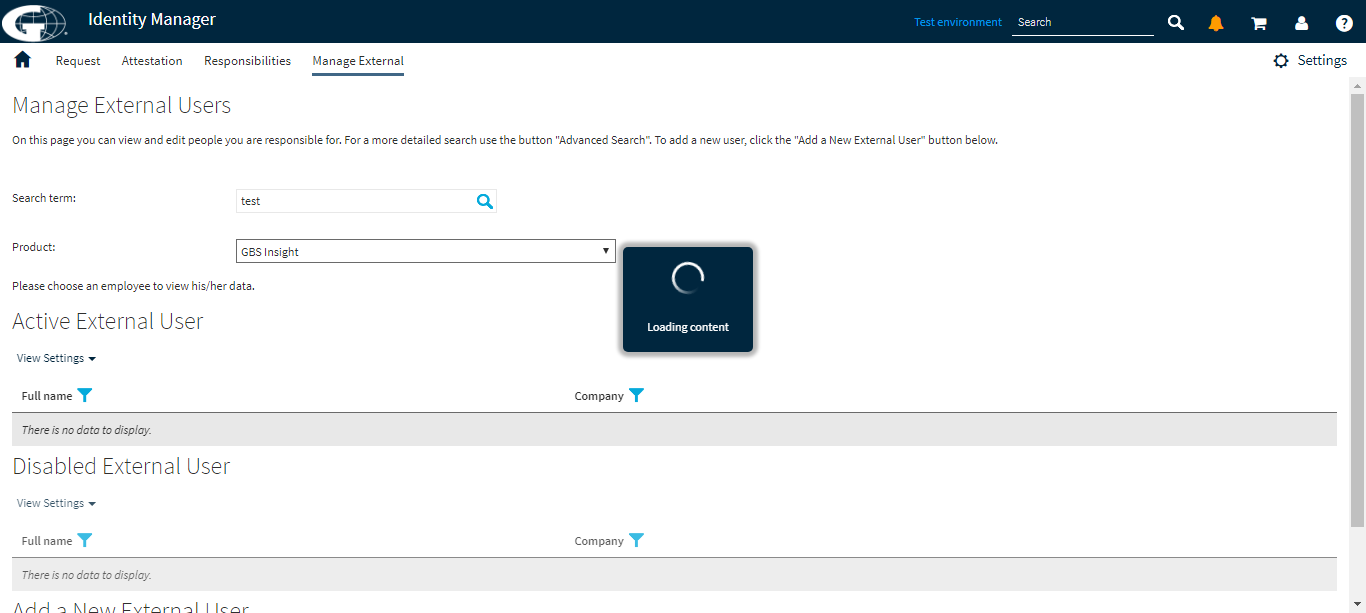 Identity Manager
Test environment
Search
Request
Attestation
Responsibilities
Manage External
Settings
Manage External Users
On this page you can view and edit people you are responsible for. For a more detailed search use the button "Advanced Search". To add a new user, click the "Add a New External User" button below.
Search term:
test
Product:
GBS Insight
Loading content
Please choose an employee to view his/her data.
Active External User
View Settings
Full name
Company
There is no data to display.
Disabled External User
View Settings
Full name
Company
There is no data to display.
Add a New External User